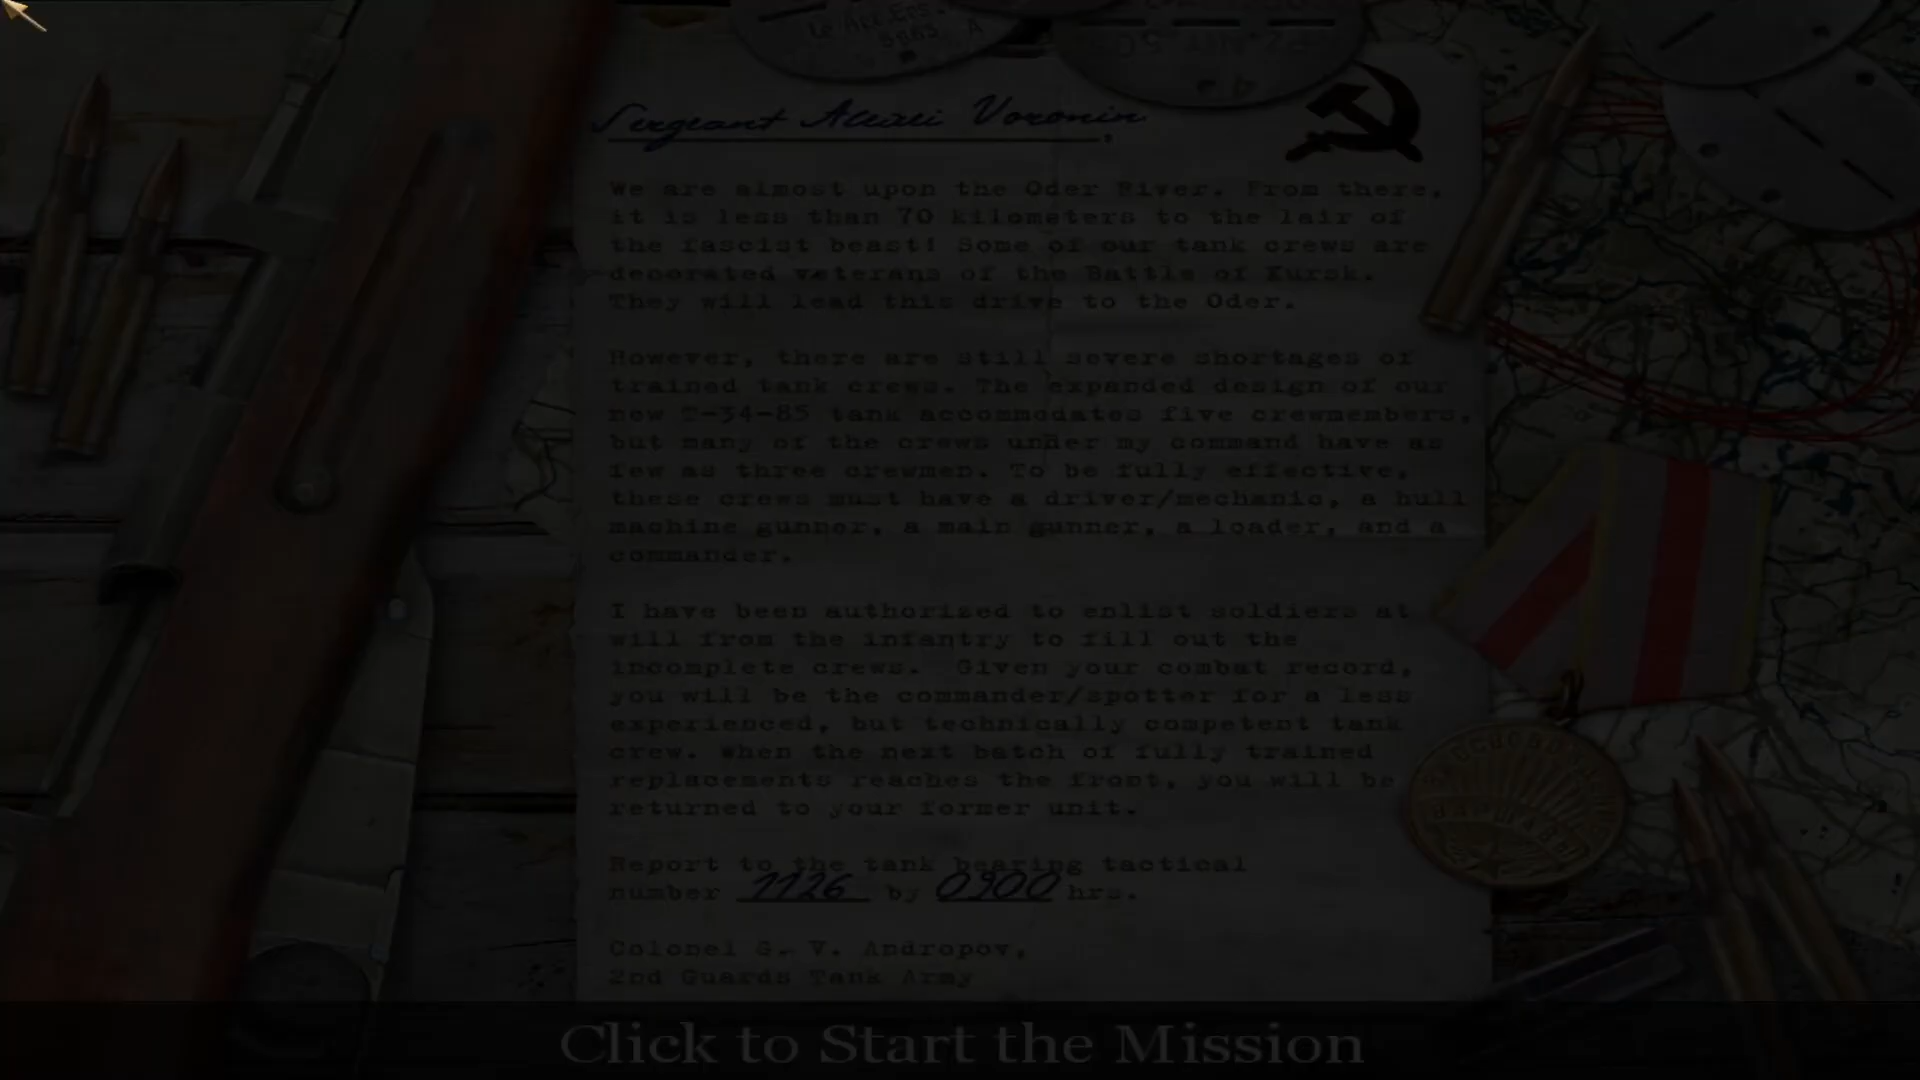 Sergeant Alexei Voronin,
We are almost upon the Oder River. From there,
it is less than 70 kilometers to the lair of
the fascist beast! Some of our tank crews are
decorated veterans of the Battle of Kursk.
They will lead this drive to the Oder.
However, there are still severe shortages of
trained tank crews. The expanded design of our
new T-34-85 tank accommodates five crewmembers,
but many of the crews under my command have as
few as three crewmen. To be fully effective,
these crews must have a driver/mechanic, a hull
machine gunner, a main gunner, a loader, and a
commander.
I have been authorized to enlist soldiers at
will from the infantry to fill out the
incomplete crews. Given your combat record,
you will be the commander/spotter for a less
experienced, but technically competent tank
crew. When the next batch of fully trained
replacements reaches the front, you will be
returned to your former unit.
Report to the tank bearing tactical
number 1126 by 0900 hrs.
Colonel G. V. Andropov,
2nd Guards Tank Army
Click to Start the Mission